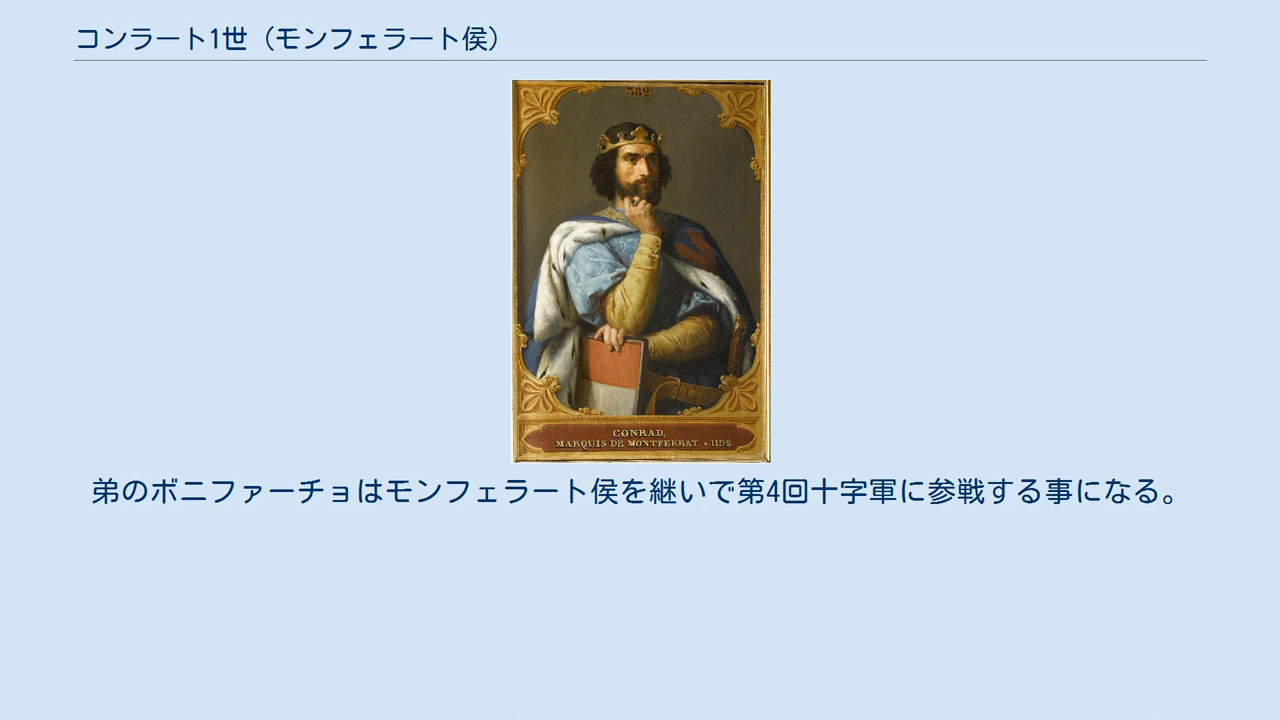 コンラート1世（モンフェラート侯）
382
CONRAD,
MARQUIS DE MONTFERRAT. + 1192.
弟のボニファーチョはモンフェラート侯を継いで第4回十字軍に参戦する事になる。